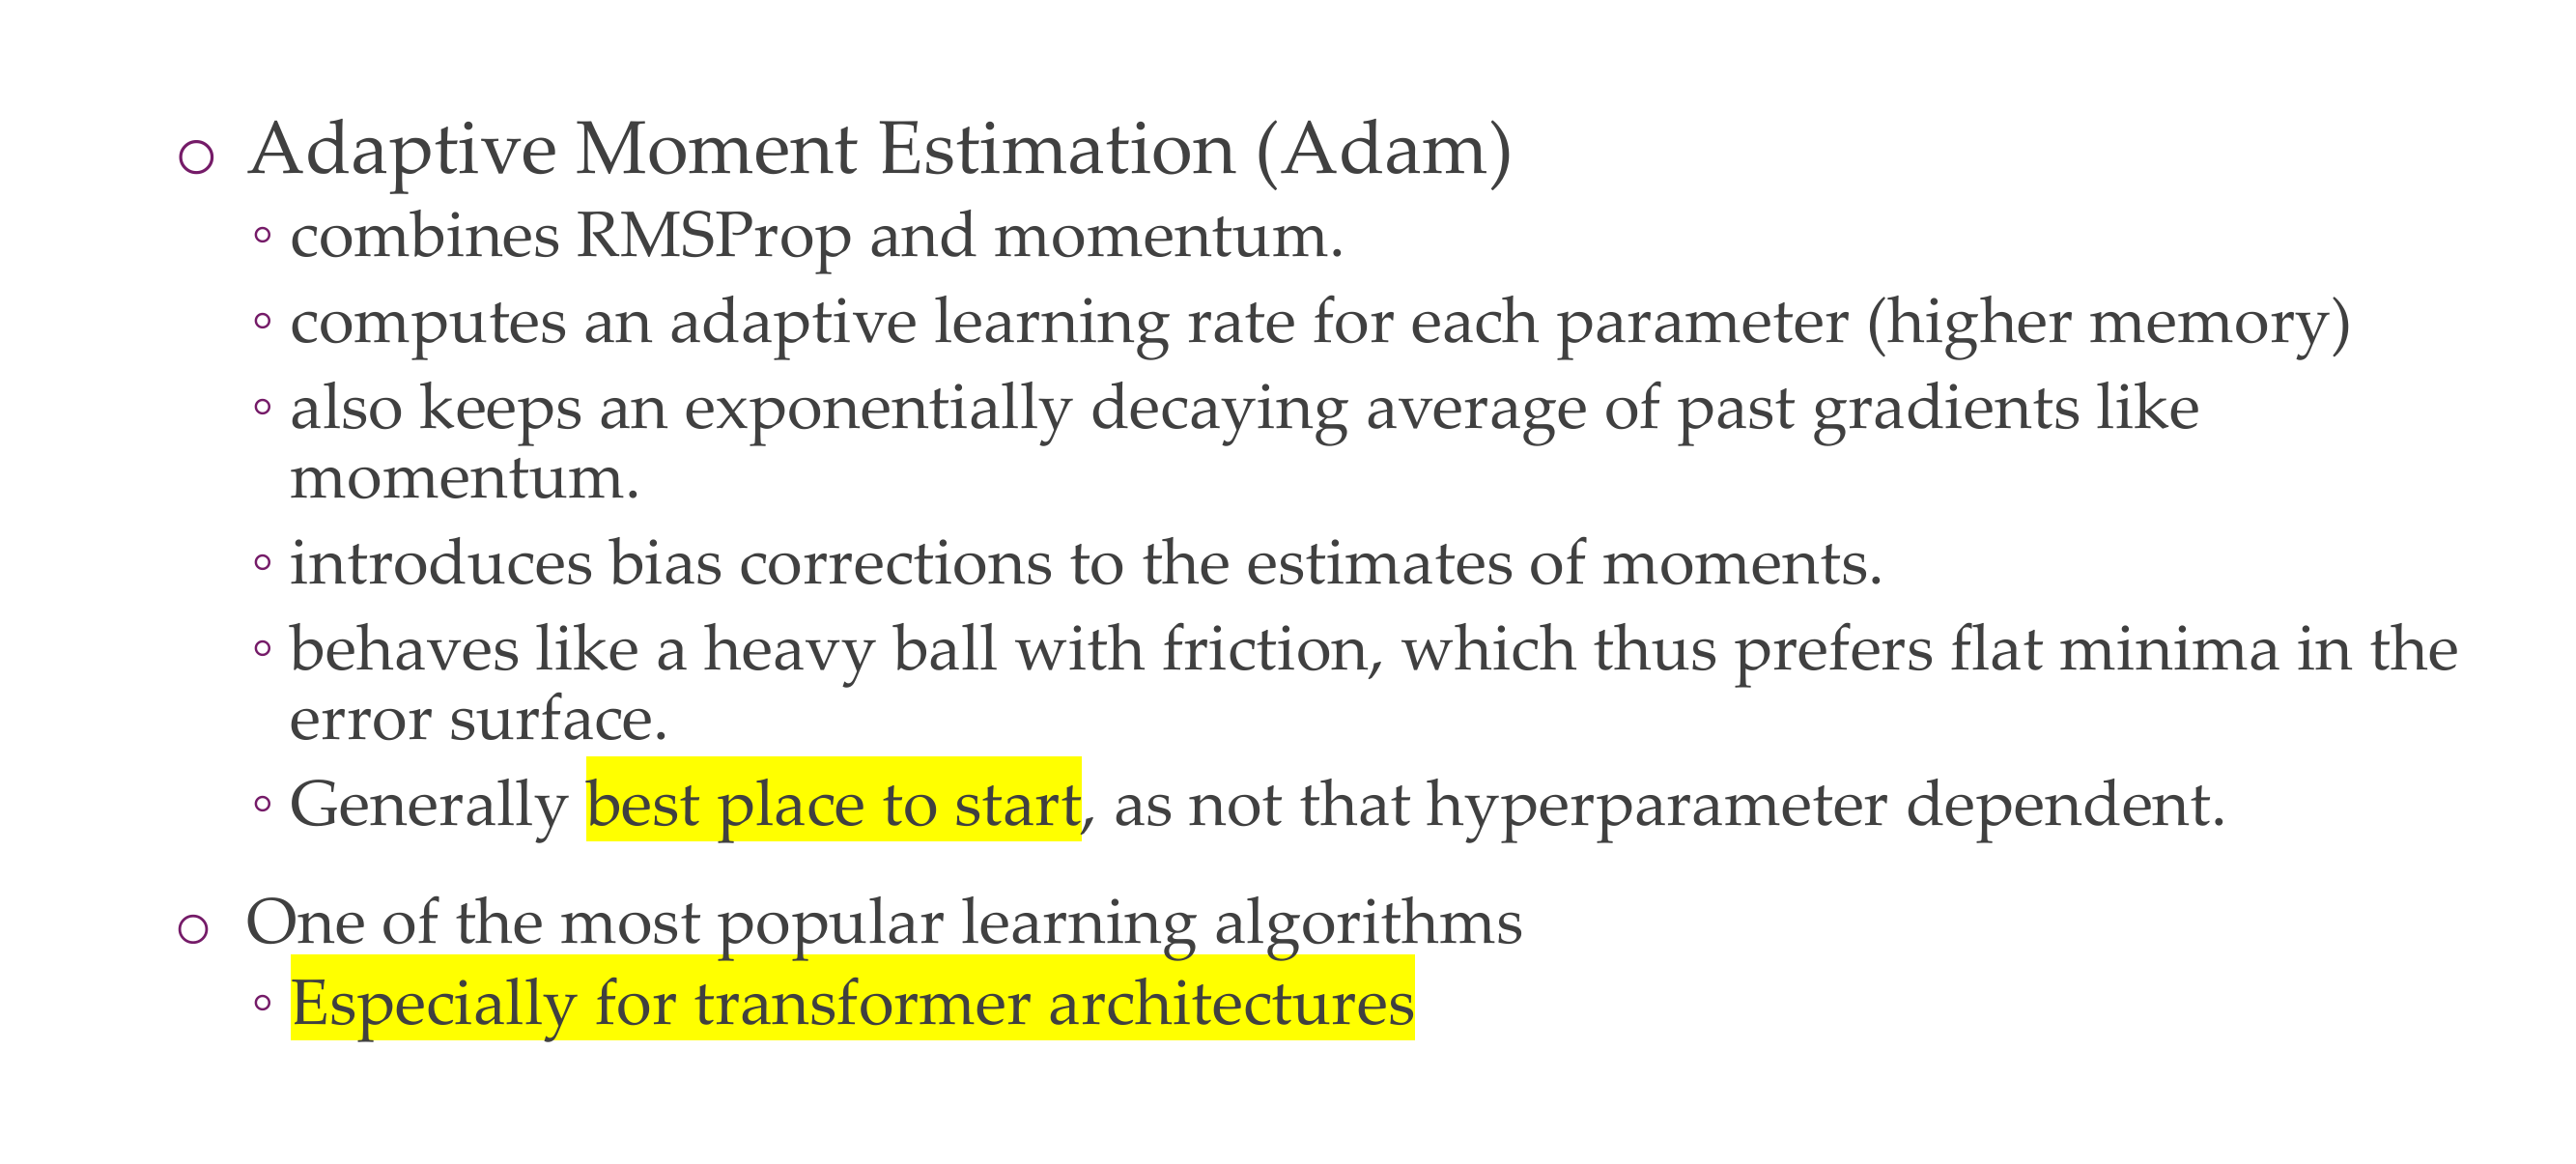 Adaptive Moment Estimation (Adam)
combines RMSProp and momentum.
computes an adaptive learning rate for each parameter (higher memory)
also keeps an exponentially decaying average of past gradients like
momentum.
introduces bias corrections to the estimates of moments.
behaves like a heavy ball with friction, which thus prefers flat minima in the
error surface.
Generally best place to start, as not that hyperparameter dependent.
One of the most popular learning algorithms
Especially for transformer architectures